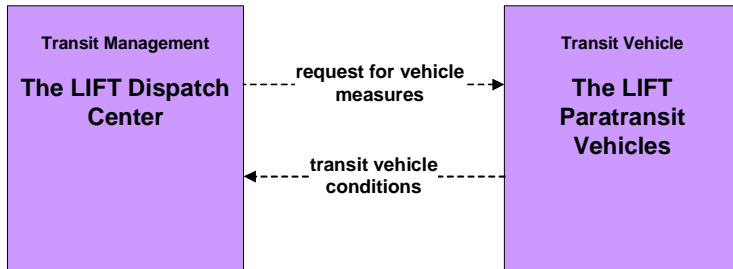 Transit Management
The LIFT Dispatch
Center
request for vehicle
measures
transit vehicle
conditions
Transit Vehicle
The LIFT
Paratransit
Vehicles